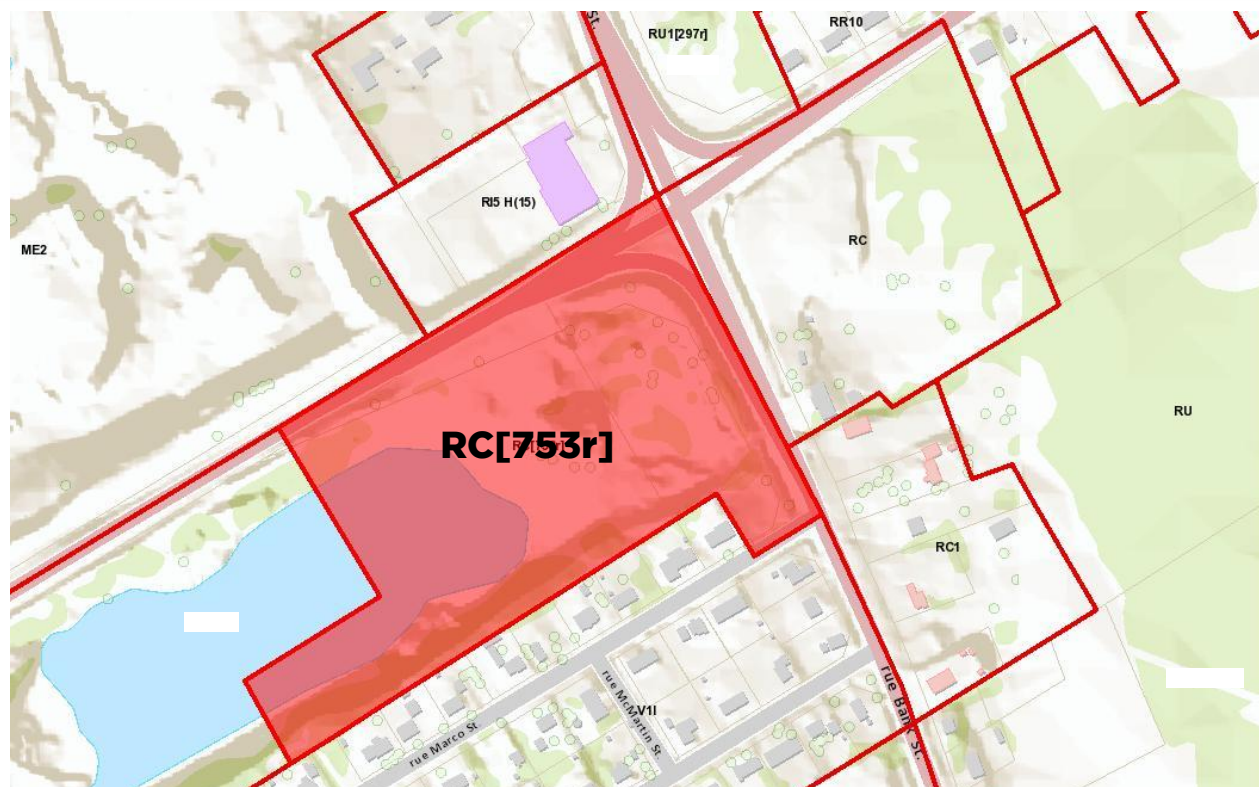 St.
RU1[297r]
RR10
RI5 H(15)
ME2
RC
RC[753r]
RU
RC1
V1I
rue McMartin St.
rue Marco St.
rue Bank St.